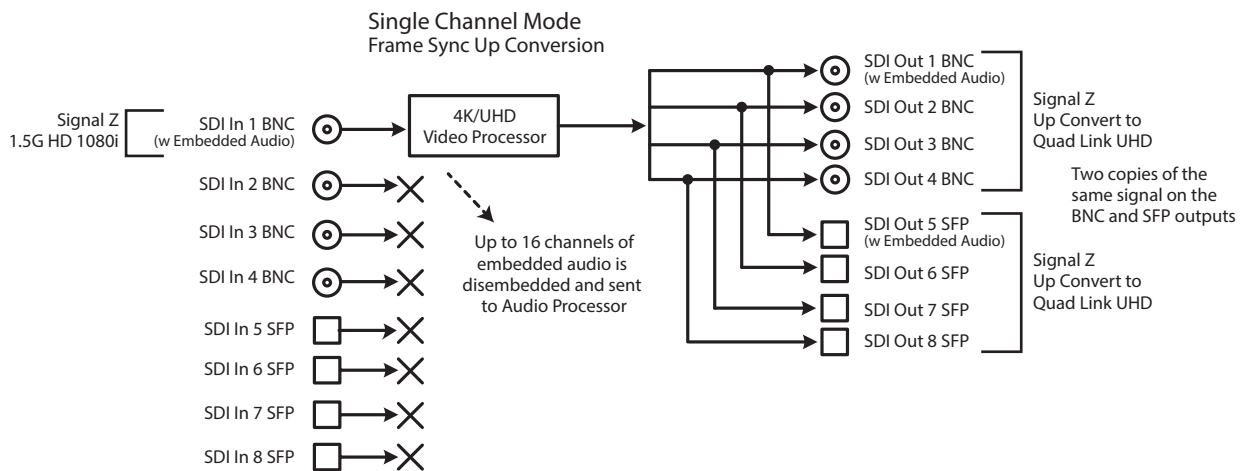 Single Channel Mode
Frame Sync Up Conversion
Signal Z
1.5G HD 1080i
SDI In 1 BNC
(w Embedded Audio)
SDI In 2 BNC
SDI In 3 BNC
SDI In 4 BNC
SDI In 5 SFP
SDI In 6 SFP
SDI In 7 SFP
SDI In 8 SFP
4K/UHD
Video Processor
Up to 16 channels of
embedded audio is
disembedded and sent
to Audio Processor
SDI Out 1 BNC
(w Embedded Audio)
SDI Out 2 BNC
SDI Out 3 BNC
SDI Out 4 BNC
SDI Out 5 SFP
(w Embedded Audio)
SDI Out 6 SFP
SDI Out 7 SFP
SDI Out 8 SFP
Signal Z
Up Convert to
Quad Link UHD
Two copies of the
same signal on the
BNC and SFP outputs
Signal Z
Up Convert to
Quad Link UHD